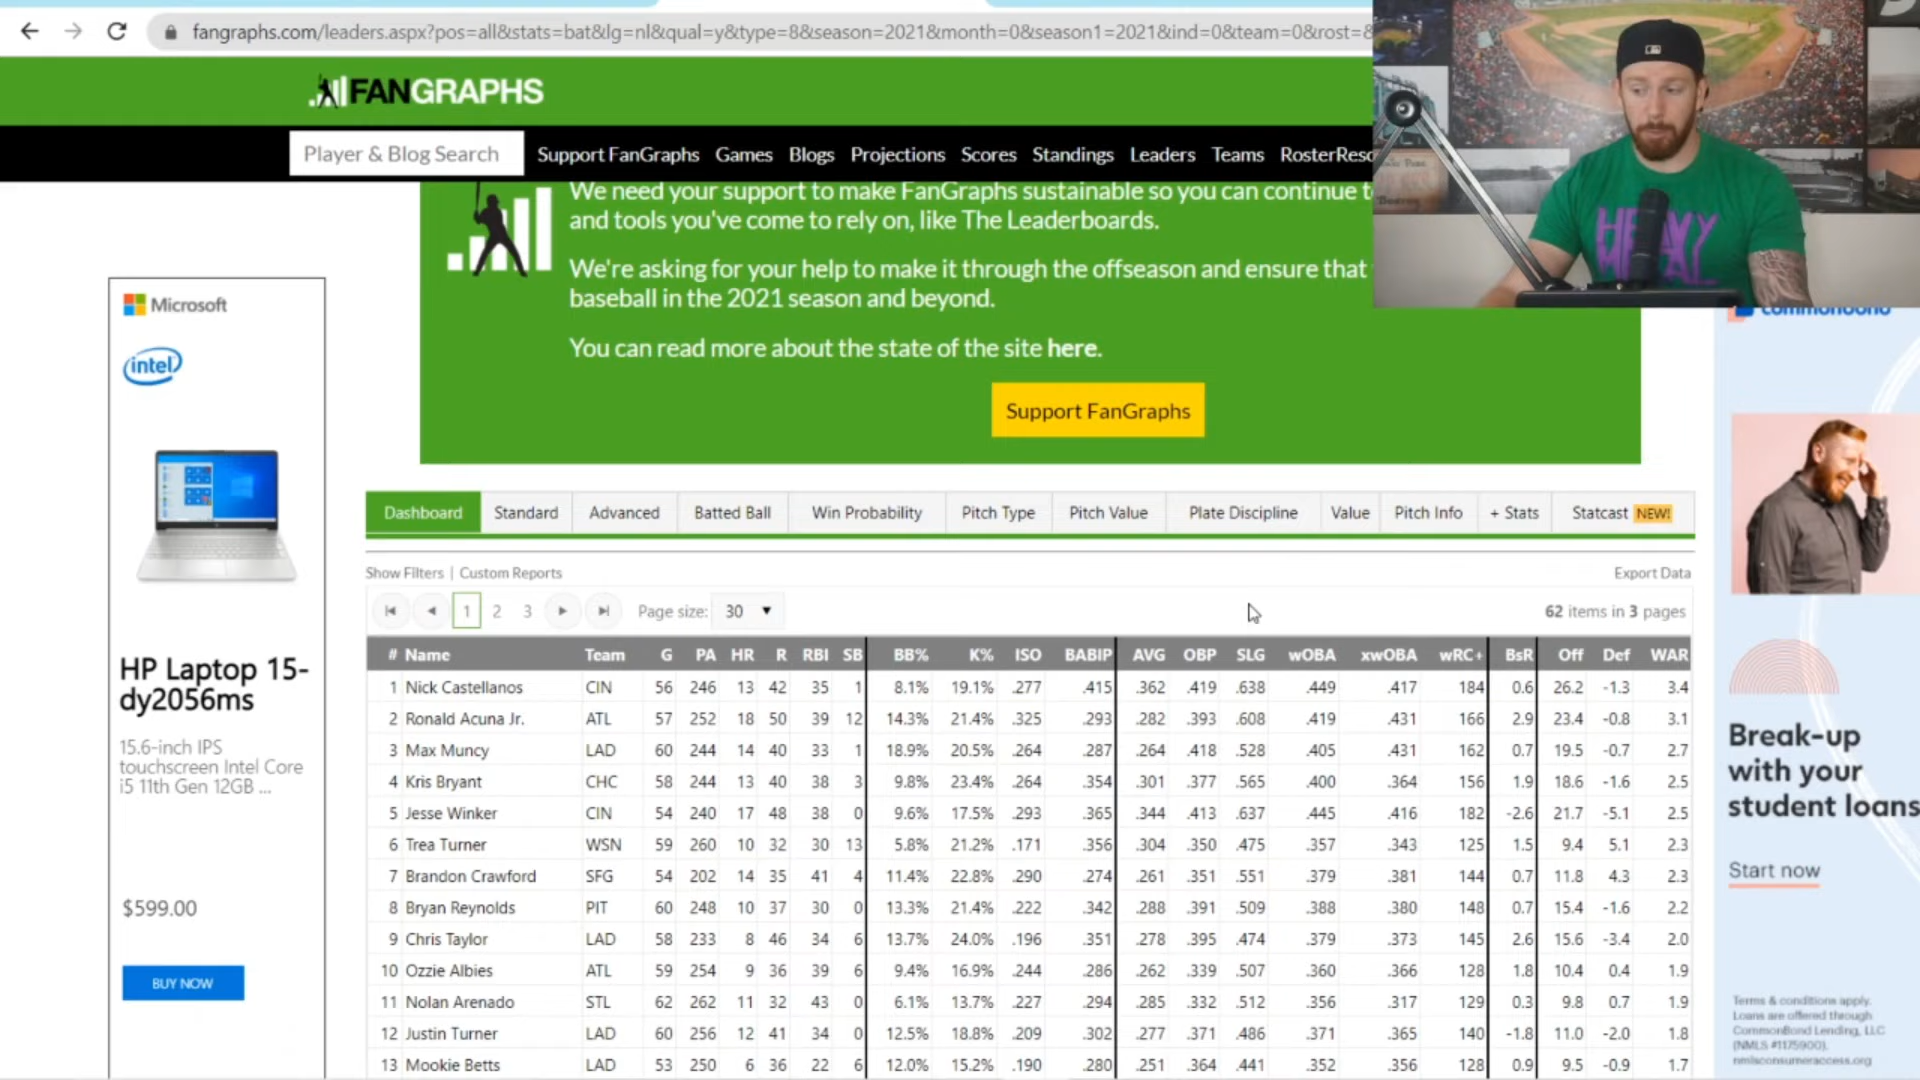 fangraphs.com/leaders.aspx?pos=all&stats=bat&lg=nl&qual=y&type=8&season=2021&month=0&season1=2021&ind=0&team=0&rost=8
FANGRAPHS
Player & Blog Search Support FanGraphs Games Blogs Projections Scores Standings Leaders Teams RosterReso
HEAVY
METAL
We need your support to make FanGraphs sustainable so you can continue t
and tools you've come to rely on, like The Leaderboards.
We're asking for your help to make it through the offseason and ensure that
baseball in the 2021 season and beyond.
You can read more about the state of the site here.
Support FanGraphs
Microsoft
intel
HP Laptop 15-
dy2056ms
15.6-inch IPS
touchscreen Intel Core
i5 11th Gen 12GB ...
$599.00
BUY NOW
Dashboard Standard Advanced Batted Ball Win Probability Pitch Type Pitch Value Plate Discipline Value Pitch Info + Stats Statcast NEW!
Show Filters | Custom Reports Export Data
1 2 3 Page size: 30 62 items in 3 pages
# Name Team G PA HR R RBI SB BB% K% ISO BABIP AVG OBP SLG wOBA xwOBA wRC+ BsR Off Def WAR
1 Nick Castellanos CIN 56 246 13 42 35 1 8.1% 19.1% .277 .415 .362 .419 .638 .449 .417 184 0.6 26.2 -1.3 3.4
2 Ronald Acuna Jr. ATL 57 252 18 50 39 12 14.3% 21.4% .325 .293 .282 .393 .608 .419 .431 166 2.9 23.4 -0.8 3.1
3 Max Muncy LAD 60 244 14 40 33 1 18.9% 20.5% .264 .287 .264 .418 .528 .405 .431 162 0.7 19.5 -0.7 2.7
4 Kris Bryant CHC 58 244 13 40 38 3 9.8% 23.4% .264 .354 .301 .377 .565 .400 .364 156 1.9 18.6 -1.6 2.5
5 Jesse Winker CIN 54 240 17 48 38 0 9.6% 17.5% .293 .365 .344 .413 .637 .445 .416 182 -2.6 21.7 -5.1 2.5
6 Trea Turner WSN 59 260 10 32 30 13 5.8% 21.2% .171 .356 .304 .350 .475 .357 .343 125 1.5 9.4 5.1 2.3
7 Brandon Crawford SFG 54 202 14 35 41 4 11.4% 22.8% .290 .274 .261 .351 .551 .379 .381 144 0.7 11.8 4.3 2.3
8 Bryan Reynolds PIT 60 248 10 37 30 0 13.3% 21.4% .222 .342 .288 .391 .509 .388 .380 148 0.7 15.4 -1.6 2.2
9 Chris Taylor LAD 58 233 8 46 34 6 13.7% 24.0% .196 .351 .278 .395 .474 .379 .373 145 2.6 15.6 -3.4 2.0
10 Ozzie Albies ATL 59 254 9 36 39 6 9.4% 16.9% .244 .286 .262 .339 .507 .360 .366 128 1.8 10.4 0.4 1.9
11 Nolan Arenado STL 62 262 11 32 43 0 6.1% 13.7% .227 .294 .285 .332 .512 .356 .317 129 0.3 9.8 0.7 1.9
12 Justin Turner LAD 60 256 12 41 34 0 12.5% 18.8% .209 .302 .277 .371 .486 .371 .365 140 -1.8 11.0 -2.0 1.8
13 Mookie Betts LAD 53 250 6 36 22 6 12.0% 15.2% .190 .280 .251 .364 .441 .352 .356 128 0.9 9.5 -0.9 1.7
commonbond
Break-up
with your
student loans
Start now
Terms & conditions apply.
Loans are offered through
CommonBond Lending, LLC
(NMLS #1175900).
nmlsconsumeraccess.org